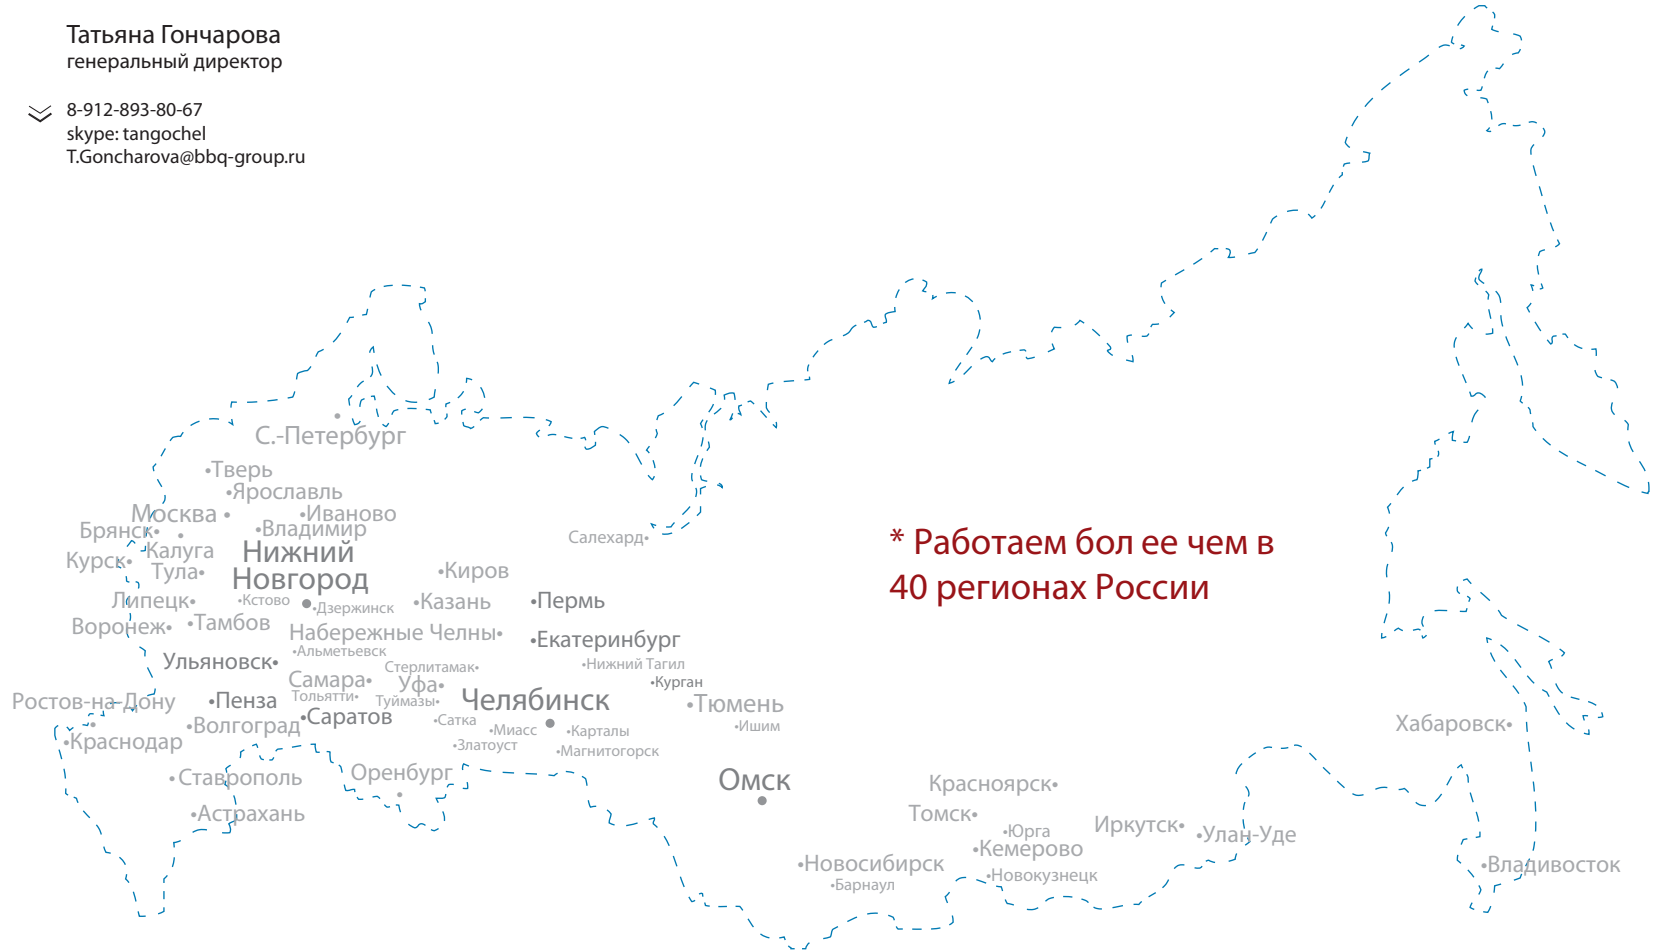 Татьяна Гончарова
генеральный директор
8-912-893-80-67
skype: tangochel
T.Goncharova@bbq-group.ru
С.-Петербург
•Тверь
•Ярославль
Москва •
•Иваново
Брянск•
•Владимир
Салехард•
* Работаем бол ее чем в
40 регионах России
Калуга
Курск•
Нижний
Новгород
Тула•
•Киров
Липецк•
•Кстово
•Дзержинск
•Казань
•Пермь
Воронеж•
•Тамбов
Набережные Челны•
•Екатеринбург
•Альметьевск
Ульяновск•
Стерлитамак•
•Нижний Тагил
Самара•
Уфа•
•Курган
Ростов-на-Дону
•Пенза
Тольятти•
Туймазы•
Челябинск
•Тюмень
•Саратов
•Сатка
•Волгоград
•Миасс
•Карталы
•Ишим
Хабаровск•
•Краснодар
•Златоуст
•Магнитогорск
•Ставрополь
Оренбург
Омск
Красноярск•
•Астрахань
Томск•
•Юрга
Иркутск•
•Улан-Уде
•Кемерово
•Новосибирск
•Новокузнецк
•Барнаул
•Владивосток